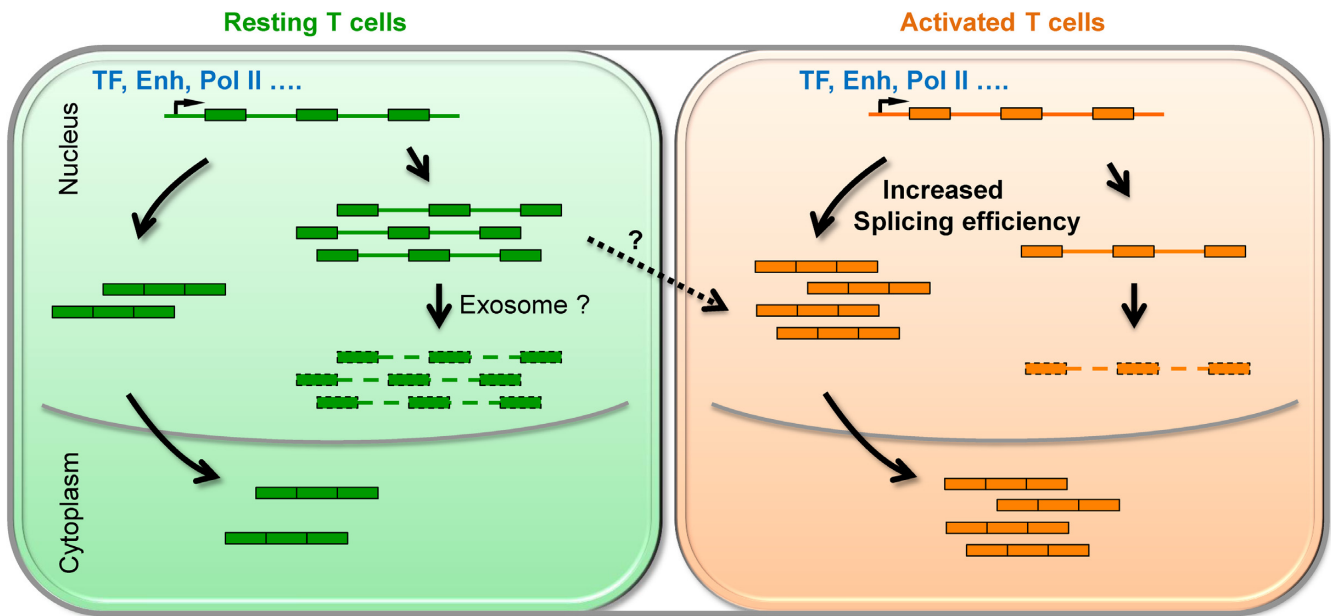 Resting T cells
Activated T cells
TF, Enh, Pol II ....
TF, Enh, Pol II ....
Nucleus
Increased
Splicing efficiency
?
Exosome ?
Cytoplasm